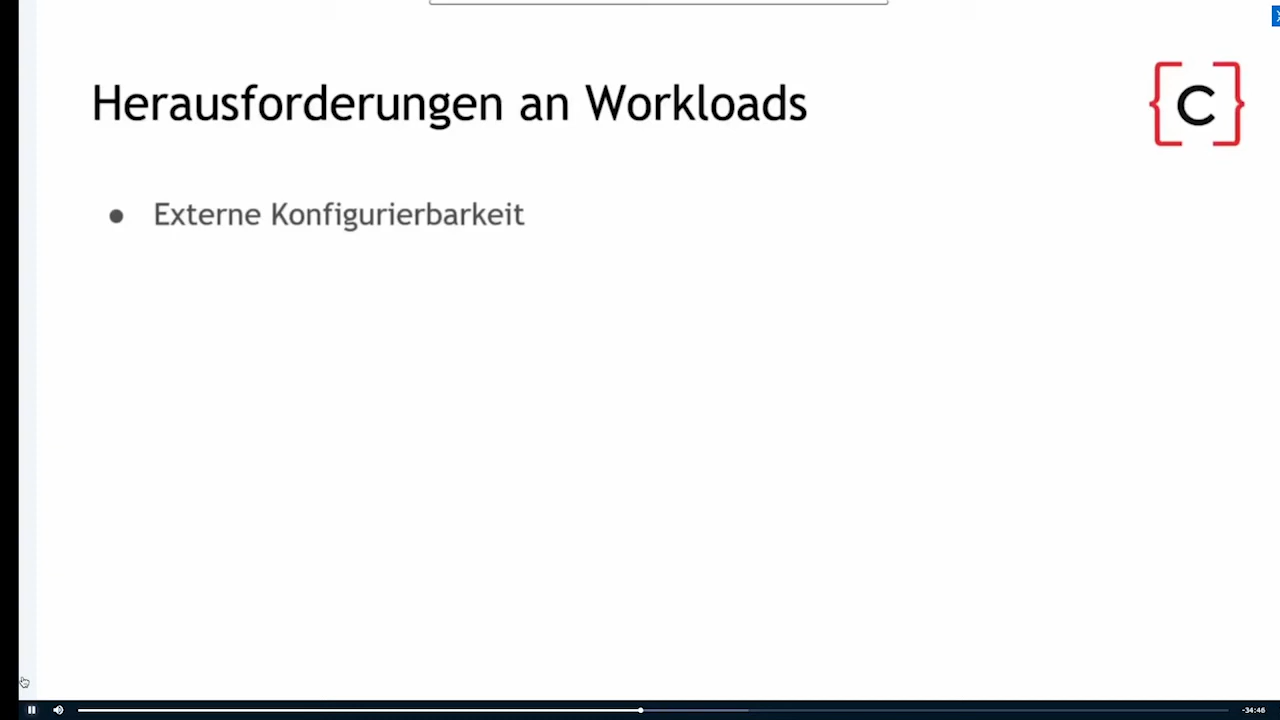 Herausforderungen an Workloads
C
● Externe Konfigurierbarkeit
-34:46